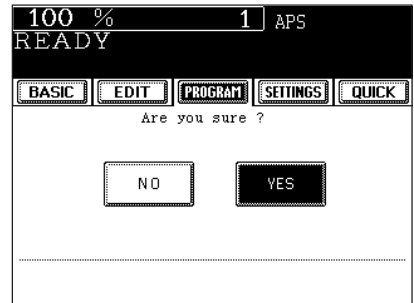 100 % 1 APS
READY
BASIC EDIT PROGRAM SETTINGS QUICK
Are you sure ?
NO YES